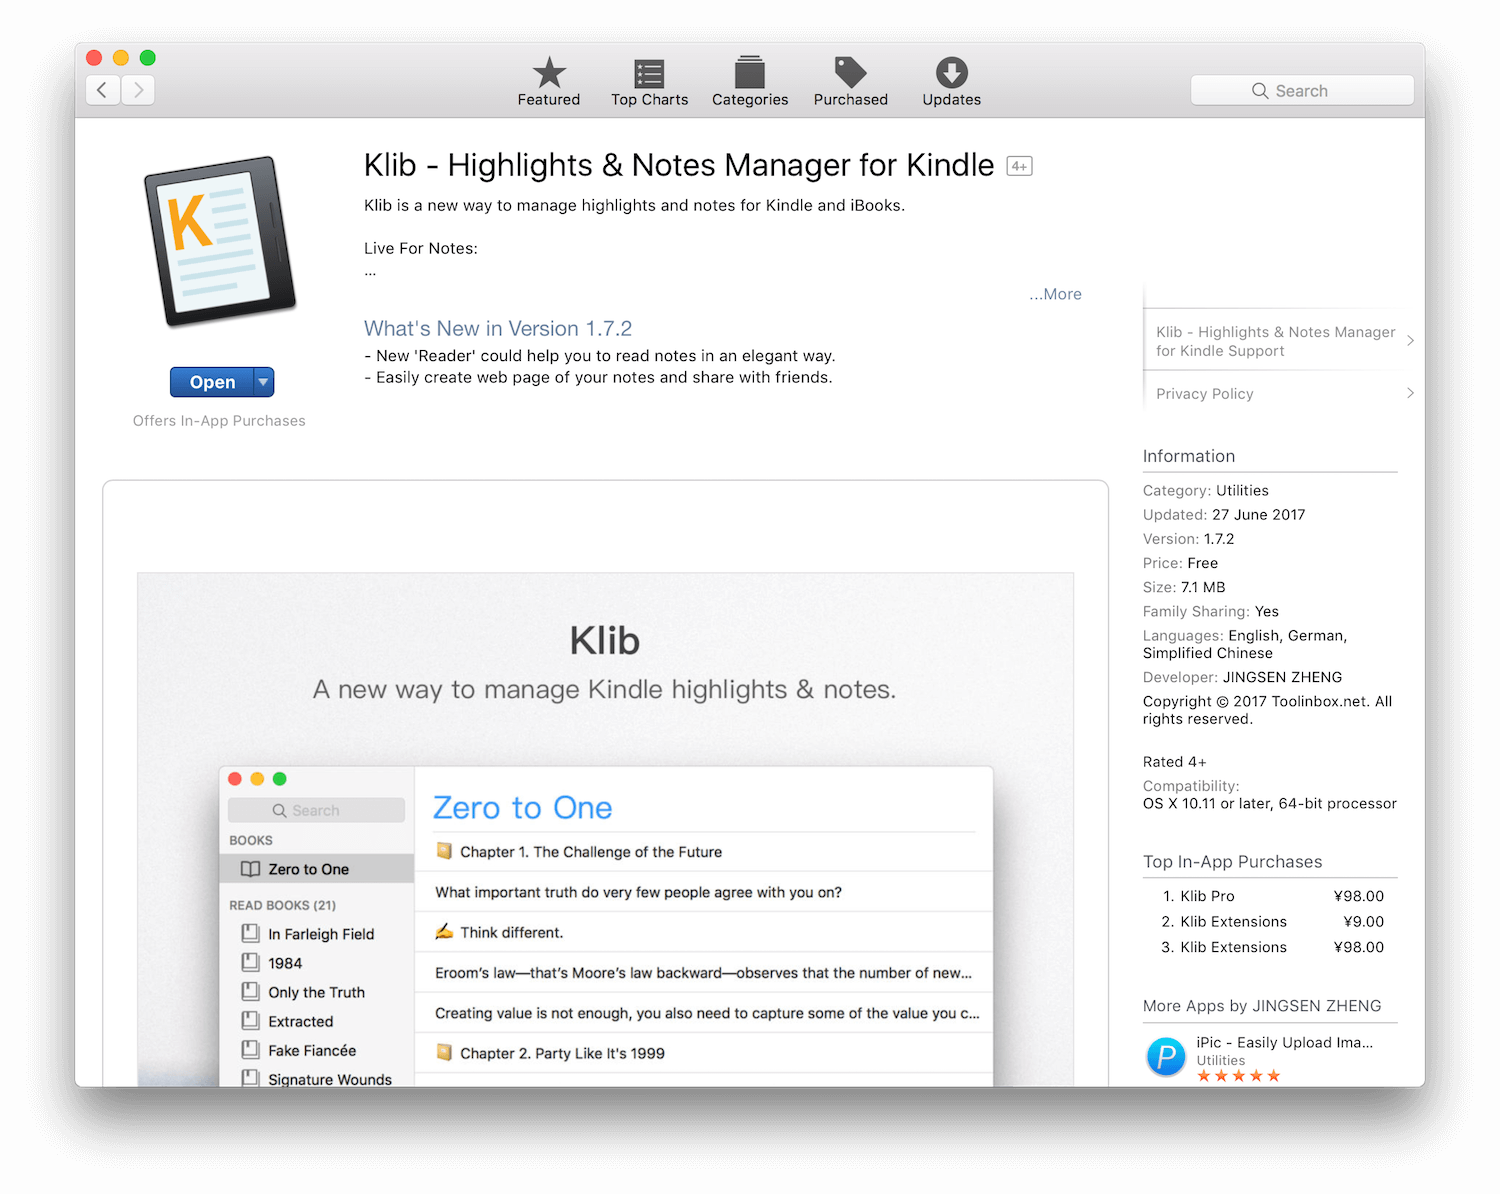 Featured
Top Charts
Categories
Purchased
Updates
Search
K
Klib - Highlights & Notes Manager for Kindle 4+
Klib is a new way to manage highlights and notes for Kindle and iBooks.
Live For Notes:
...
...More
What's New in Version 1.7.2
- New 'Reader' could help you to read notes in an elegant way.
- Easily create web page of your notes and share with friends.
Open
Offers In-App Purchases
Klib - Highlights & Notes Manager
for Kindle Support
Privacy Policy
Information
Category: Utilities
Updated: 27 June 2017
Version: 1.7.2
Price: Free
Size: 7.1 MB
Family Sharing: Yes
Languages: English, German,
Simplified Chinese
Developer: JINGSEN ZHENG
Copyright © 2017 Toolinbox.net. All
rights reserved.
Rated 4+
Compatibility:
OS X 10.11 or later, 64-bit processor
Top In-App Purchases
1. Klib Pro ¥98.00
2. Klib Extensions ¥9.00
3. Klib Extensions ¥98.00
More Apps by JINGSEN ZHENG
P
iPic - Easily Upload Ima...
Utilities
Klib
A new way to manage Kindle highlights & notes.
Search
BOOKS
Zero to One
READ BOOKS (21)
In Farleigh Field
1984
Only the Truth
Extracted
Fake Fiancée
Signature Wounds
Zero to One
Chapter 1. The Challenge of the Future
What important truth do very few people agree with you on?
✍️ Think different.
Eroom's law—that's Moore's law backward—observes that the number of new...
Creating value is not enough, you also need to capture some of the value you c...
Chapter 2. Party Like It's 1999